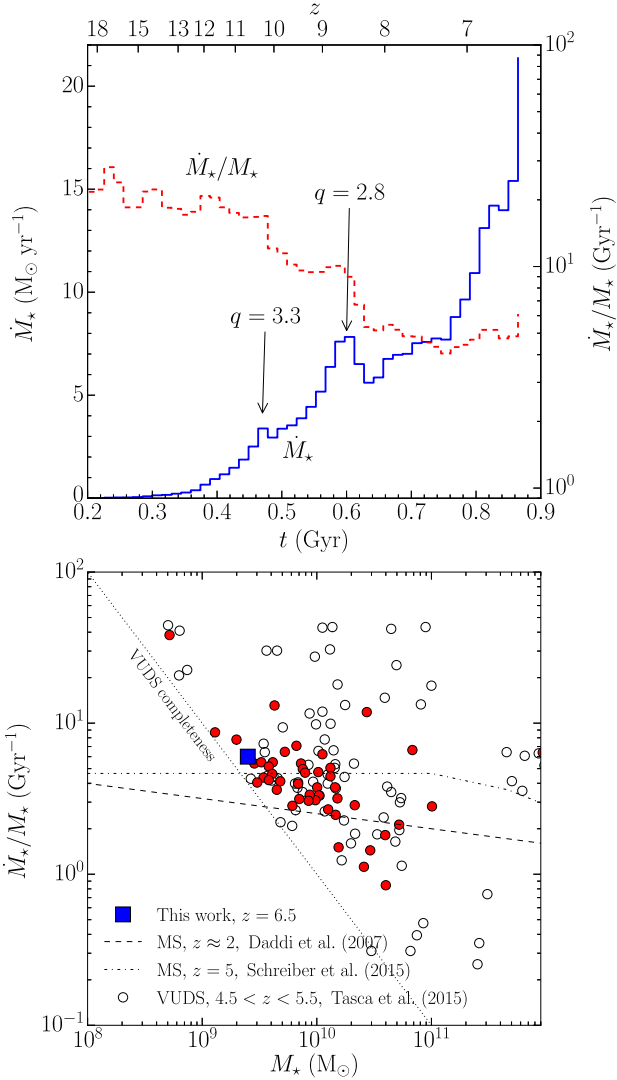 z
18 15 13 12 11 10 9 8 7
20
15
10
5
0
Ṁ⋆ (M⊙ yr⁻¹)
Ṁ⋆/M⋆
q = 2.8
q = 3.3
Ṁ⋆
10²
10¹
10⁰
Ṁ⋆/M⋆ (Gyr⁻¹)
0.2 0.3 0.4 0.5 0.6 0.7 0.8 0.9
t (Gyr)
10²
10¹
10⁰
10⁻¹
Ṁ⋆/M⋆ (Gyr⁻¹)
VUDS completeness
This work, z = 6.5
MS, z ≈ 2, Daddi et al. (2007)
MS, z = 5, Schreiber et al. (2015)
VUDS, 4.5 < z < 5.5, Tasca et al. (2015)
10⁸ 10⁹ 10¹⁰ 10¹¹
M⋆ (M⊙)